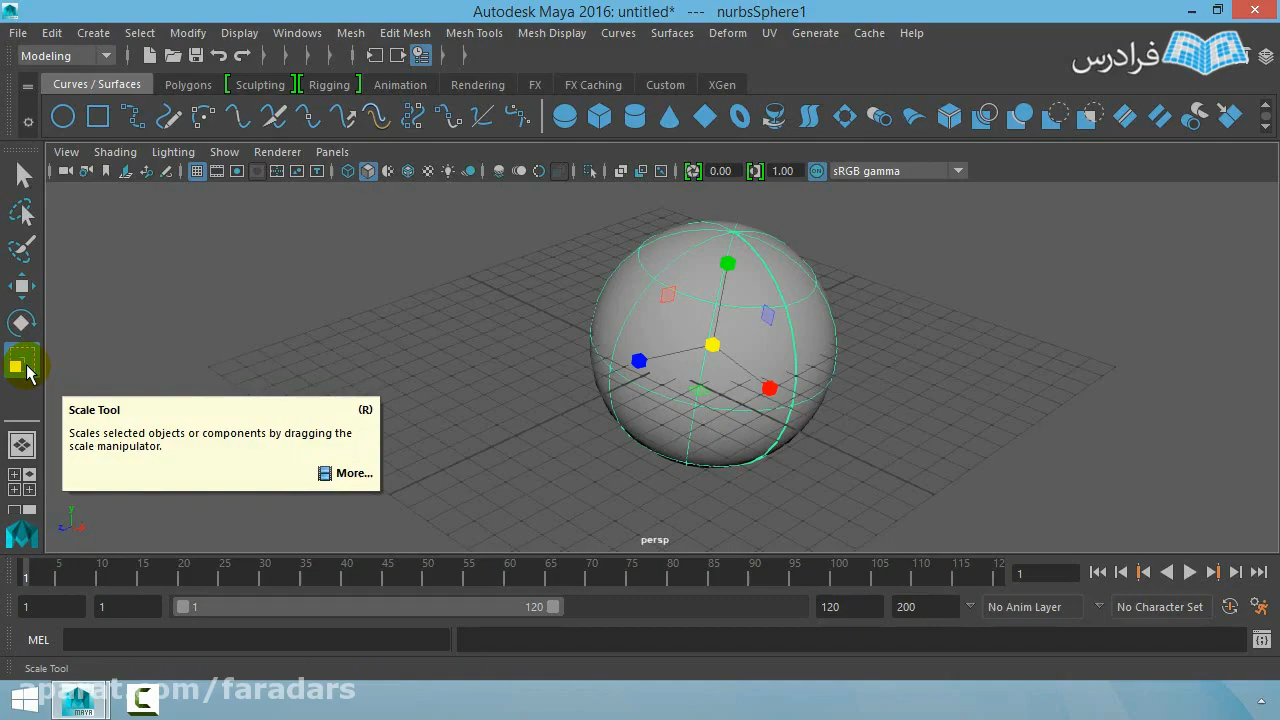 Autodesk Maya 2016: untitled* --- nurbsSphere1
File Edit Create Select Modify Display Windows Mesh Edit Mesh Mesh Tools Mesh Display Curves Surfaces Deform UV Generate Cache Help
Modeling
فرادرس
Curves / Surfaces Polygons Sculpting Rigging Animation Rendering FX FX Caching Custom XGen
View Shading Lighting Show Renderer Panels
0.00 1.00 ON sRGB gamma
Scale Tool (R)
Scales selected objects or components by dragging the
scale manipulator.
More...
y
z x
persp
5 10 15 20 25 30 35 40 45 50 55 60 65 70 75 80 85 90 95 100 105 110 115 12
1 1
1 1 1 120 120 200 No Anim Layer No Character Set
MEL
Scale Tool
aparat.com/faradars
MAYA